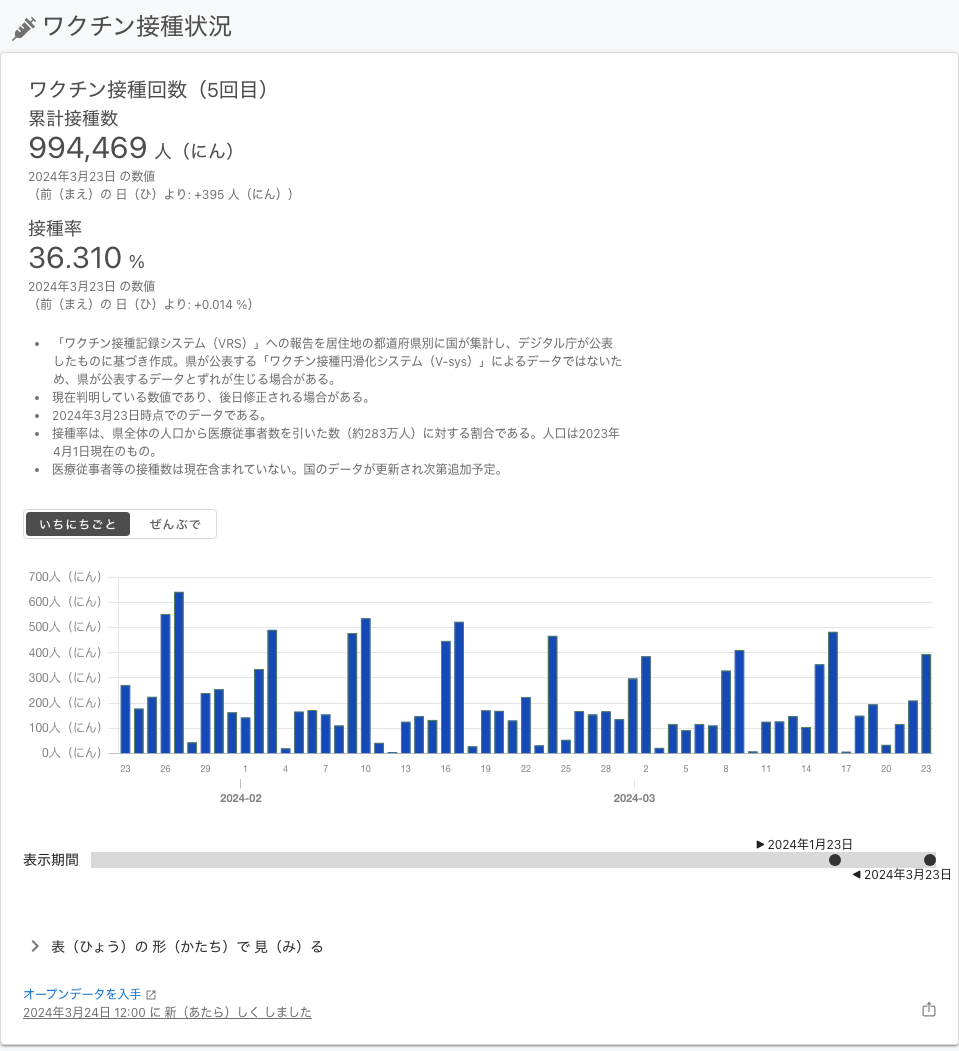 ワクチン接種状況
ワクチン接種回数（5回目）
累計接種数
994,469 人（にん）
2024年3月23日 の数値
（前（まえ）の 日（ひ）より: +395 人（にん））
接種率
36.310 %
2024年3月23日 の数値
（前（まえ）の 日（ひ）より: +0.014 %）
• 「ワクチン接種記録システム（VRS）」への報告を居住地の都道府県別に国が集計し、デジタル庁が公表
したものに基づき作成。県が公表する「ワクチン接種円滑化システム（V-sys）」によるデータではないた
め、県が公表するデータとずれが生じる場合がある。
• 現在判明している数値であり、後日修正される場合がある。
• 2024年3月23日時点でのデータである。
• 接種率は、県全体の人口から医療従事者数を引いた数（約283万人）に対する割合である。人口は2023年
4月1日現在のもの。
• 医療従事者等の接種数は現在含まれていない。国のデータが更新され次第追加予定。
いちにちごと ぜんぶで
700人（にん）
600人（にん）
500人（にん）
400人（にん）
300人（にん）
200人（にん）
100人（にん）
0人（にん）
23 26 29 1 4 7 10 13 16 19 22 25 28 2 5 8 11 14 17 20 23
2024-02 2024-03
▶ 2024年1月23日
表示期間
◀ 2024年3月23日
表（ひょう）の 形（かたち）で 見（み）る
オープンデータを入手
2024年3月24日 12:00 に 新（あたら）しく しました